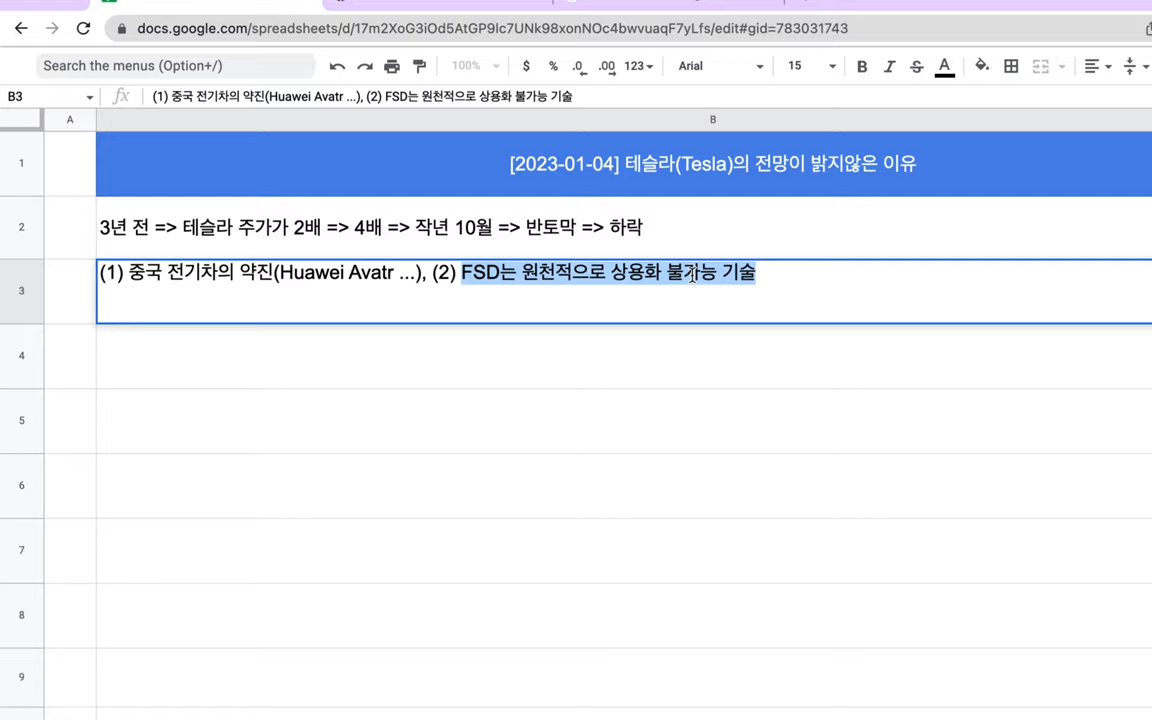 docs.google.com/spreadsheets/d/17m2XoG3iOd5AtGP9lc7UNk98xonNOc4bwvuaqF7yLfs/edit#gid=783031743
Search the menus (Option+/) 100% $ % .0 .00 123 Arial 15 B I S A
B3 fx (1) 중국 전기차의 약진(Huawei Avatr ...), (2) FSD는 원천적으로 상용화 불가능 기술
A B
1 [2023-01-04] 테슬라(Tesla)의 전망이 밝지않은 이유
2 3년 전 => 테슬라 주가가 2배 => 4배 => 작년 10월 => 반토막 => 하락
3 (1) 중국 전기차의 약진(Huawei Avatr ...), (2) FSD는 원천적으로 상용화 불가능 기술
4
5
6
7
8
9